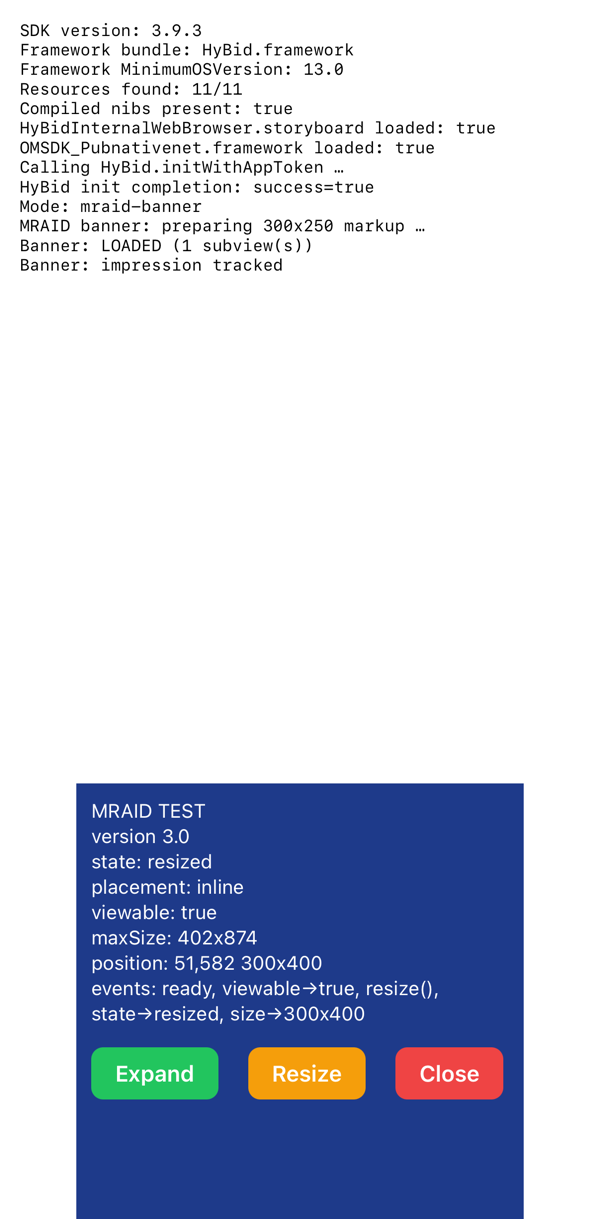 SDK version: 3.9.3
Framework bundle: HyBid.framework
Framework MinimumOSVersion: 13.0
Resources found: 11/11
Compiled nibs present: true
HyBidInternalWebBrowser.storyboard loaded: true
OMSDK_Pubnativenet.framework loaded: true
Calling HyBid.initWithAppToken …
HyBid init completion: success=true
Mode: mraid-banner
MRAID banner: preparing 300x250 markup …
Banner: LOADED (1 subview(s))
Banner: impression tracked
MRAID TEST
version 3.0
state: resized
placement: inline
viewable: true
maxSize: 402x874
position: 51,582 300x400
events: ready, viewable→true, resize(),
state→resized, size→300x400
Expand Resize Close